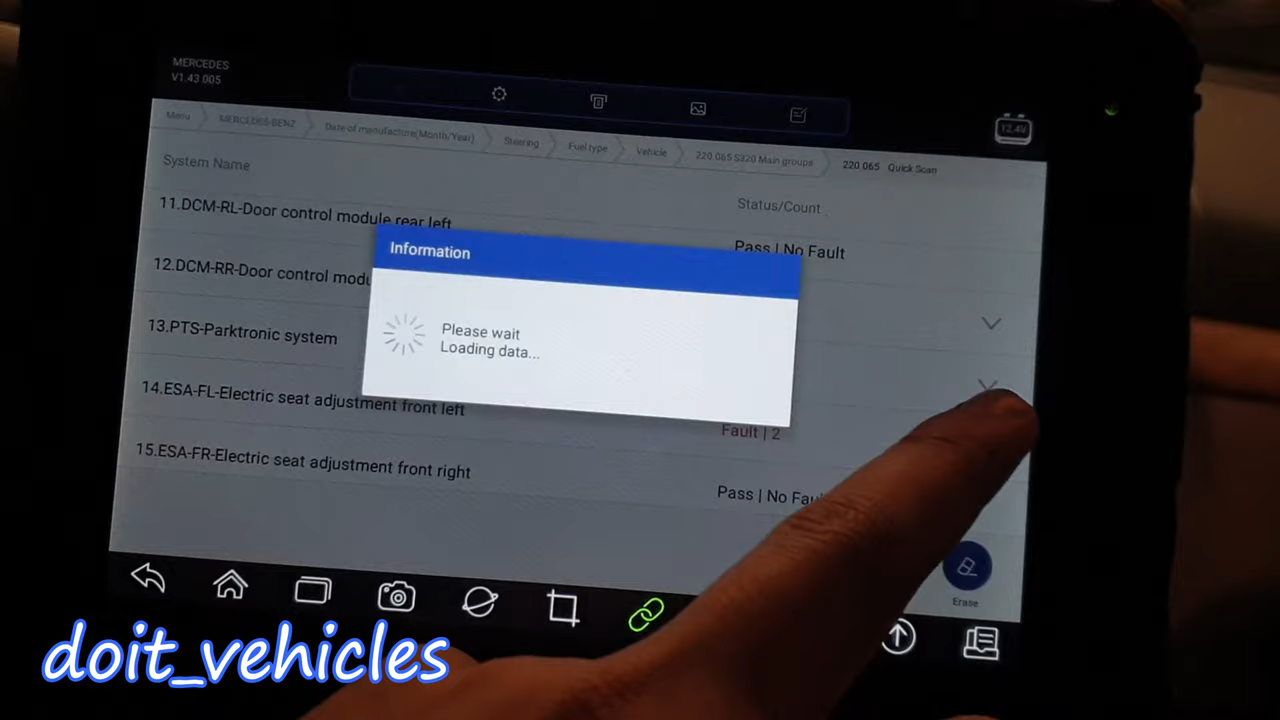 MERCEDES
V1.43.005
12.4V
Menu
MERCEDES-BENZ
Date of manufacture(Month/Year)
Steering
Fuel type
Vehicle
220.065 S320 Main groups
220.065 Quick Scan
System Name
Status/Count
11.DCM-RL-Door control module rear left
Pass | No Fault
Information
12.DCM-RR-Door control
Please wait
Loading data...
13.PTS-Parktronic system
14.ESA-FL-Electric seat adjustment front left
Fault | 2
15.ESA-FR-Electric seat adjustment front right
Pass | No
Erase
doit_vehicles